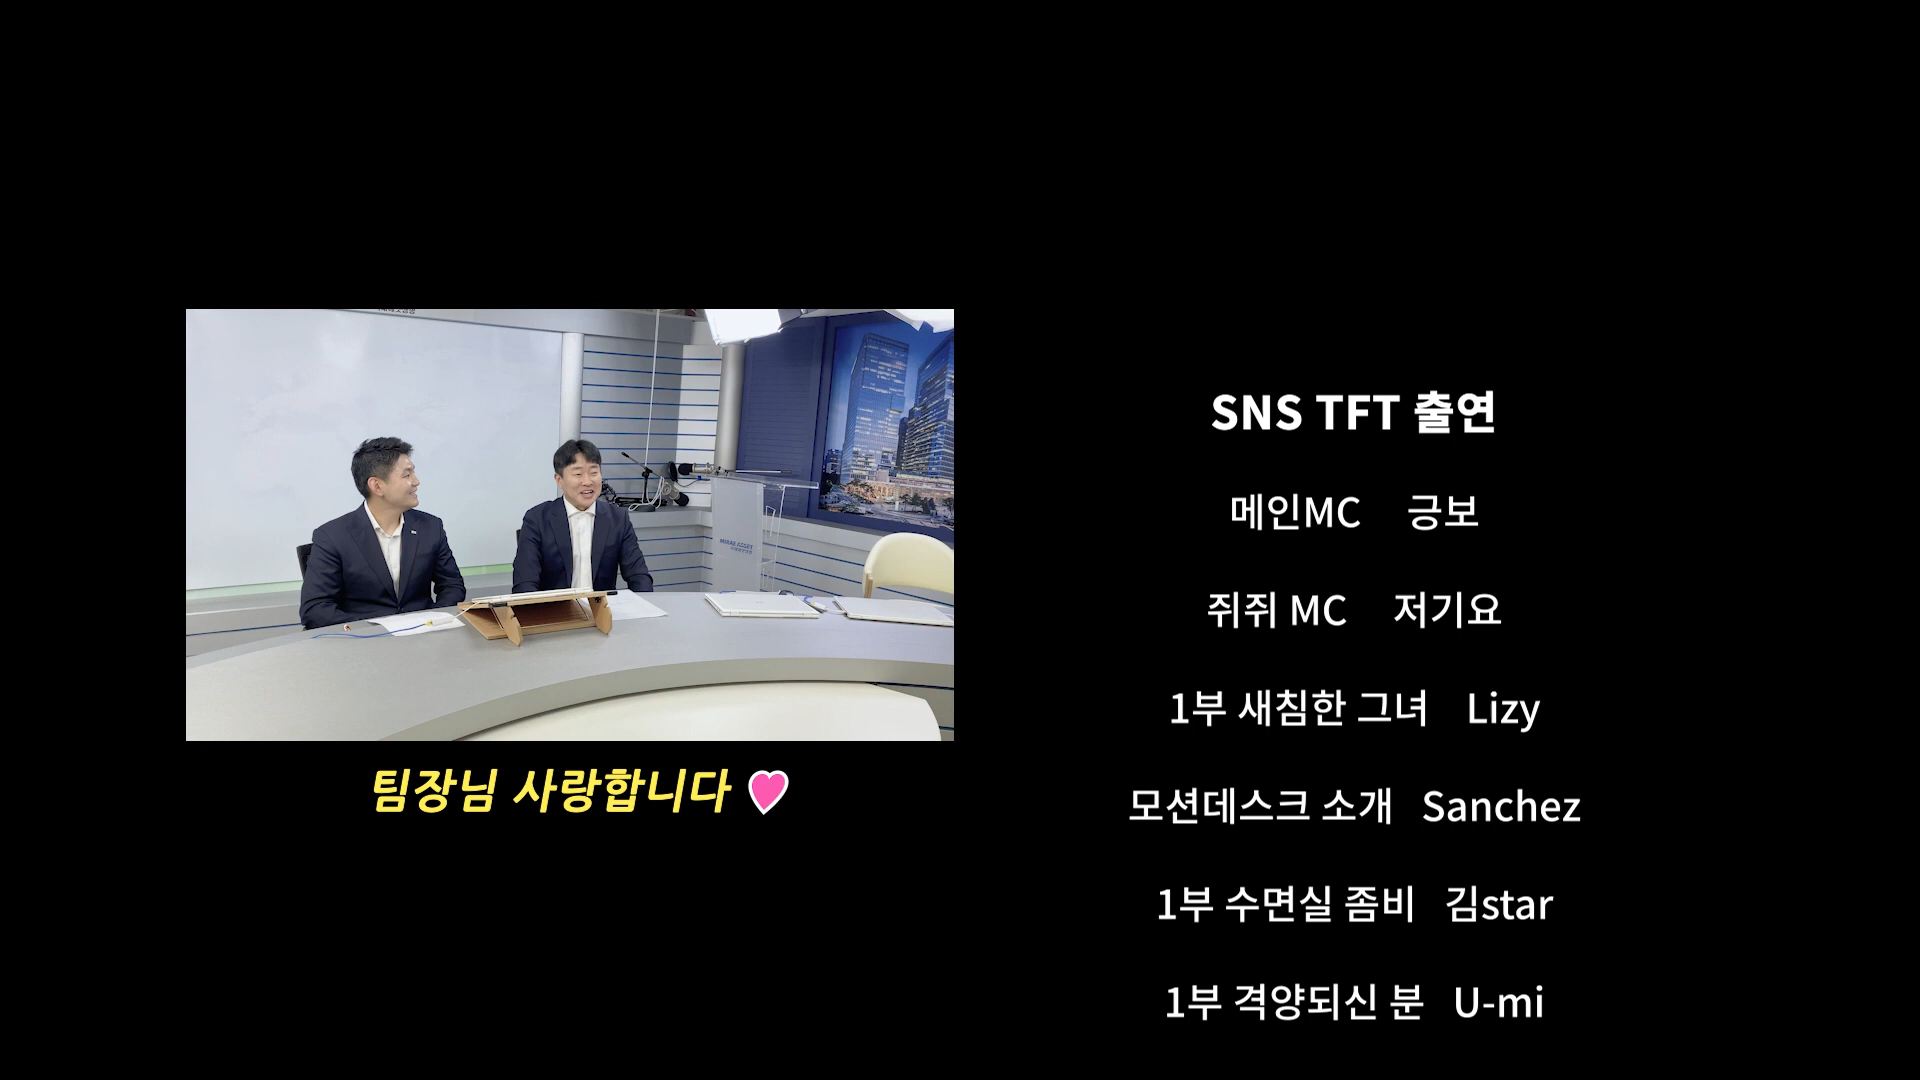 MIRAE ASSET
팀장님 사랑합니다
SNS TFT 출연
메인MC 긍보
쥐쥐 MC 저기요
1부 새침한 그녀 Lizy
모션데스크 소개 Sanchez
1부 수면실 좀비 김star
1부 격양되신 분 U-mi